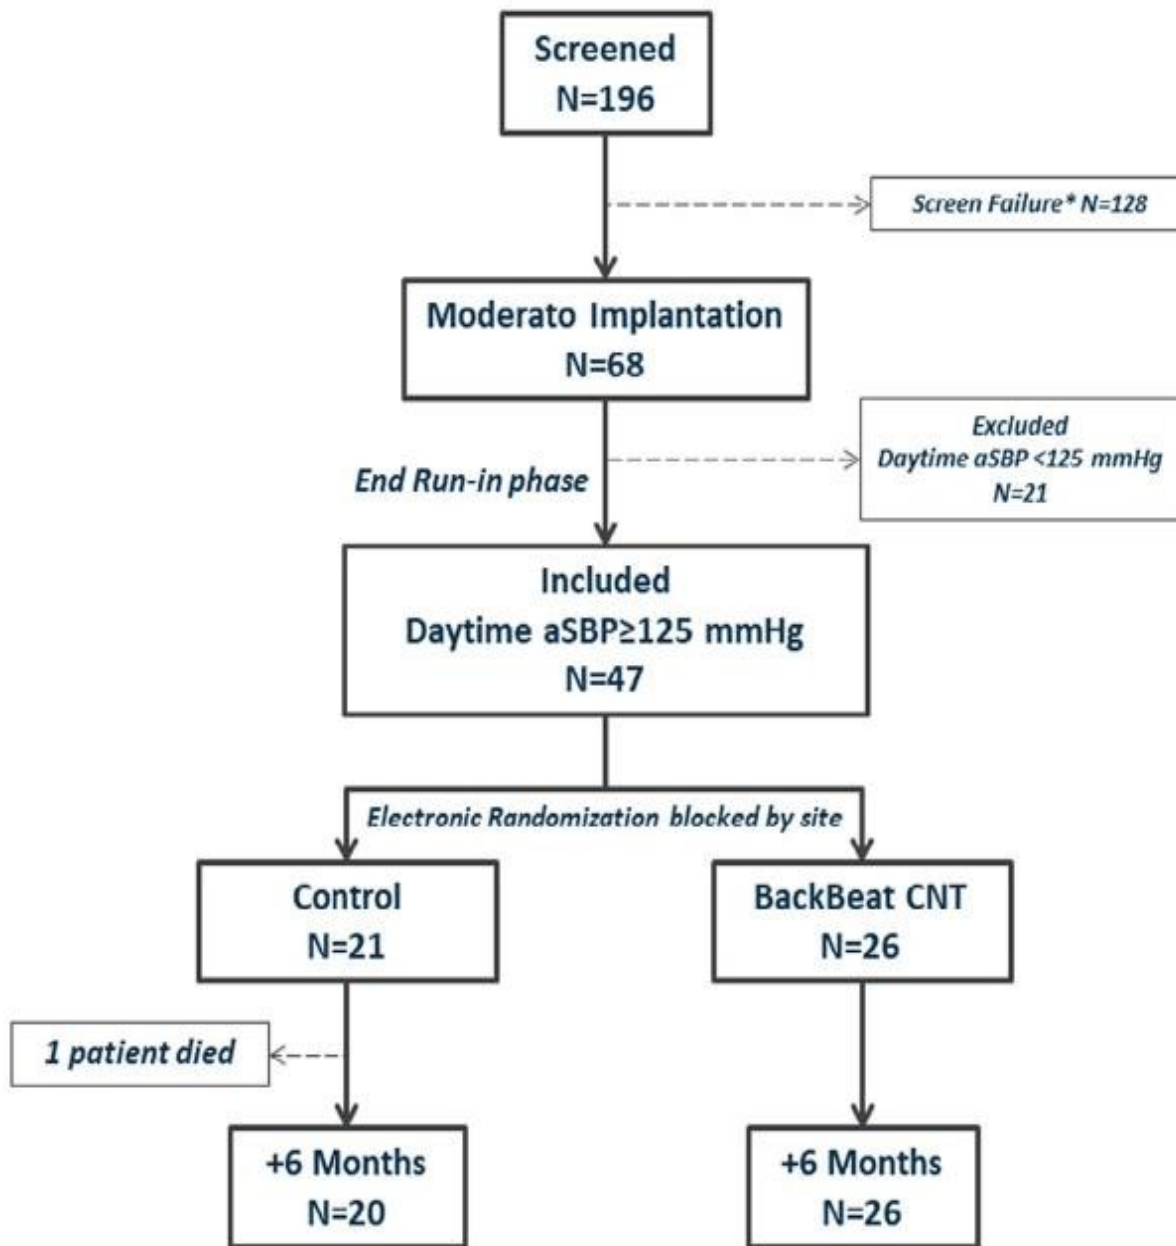 Screened
N=196
Screen Failure* N=128
Moderato Implantation
N=68
Excluded
Daytime aSBP <125 mmHg
N=21
End Run-in phase
Included
Daytime aSBP≥125 mmHg
N=47
Electronic Randomization blocked by site
Control
N=21
BackBeat CNT
N=26
1 patient died
+6 Months
N=20
+6 Months
N=26